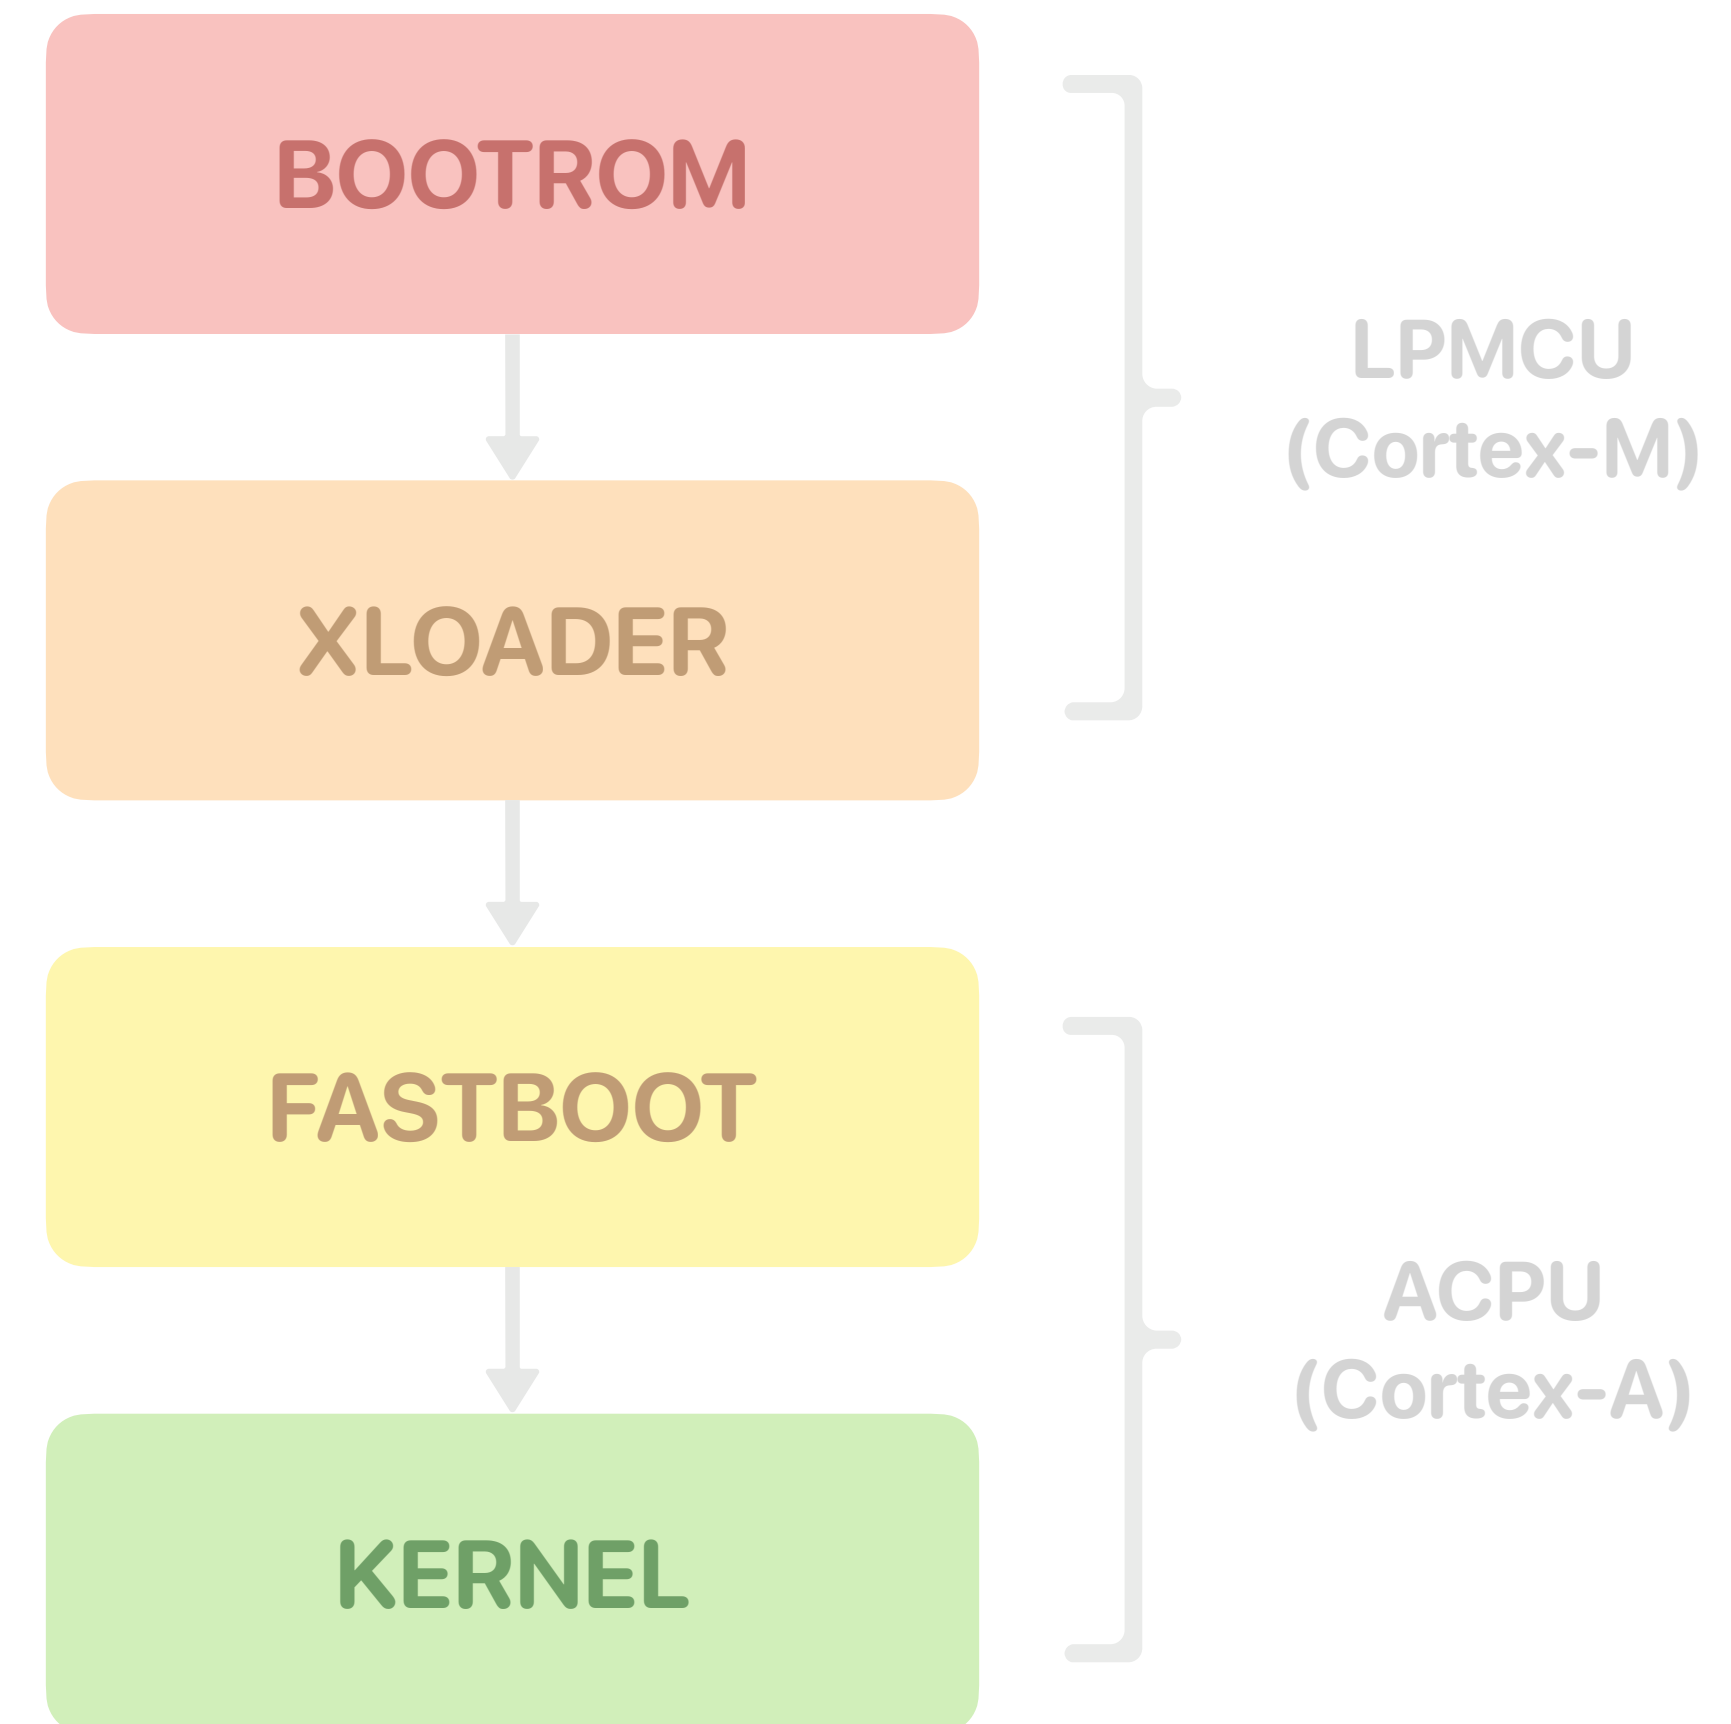 BOOTROM
LPMCU
(Cortex-M)
XLOADER
FASTBOOT
ACPU
(Cortex-A)
KERNEL